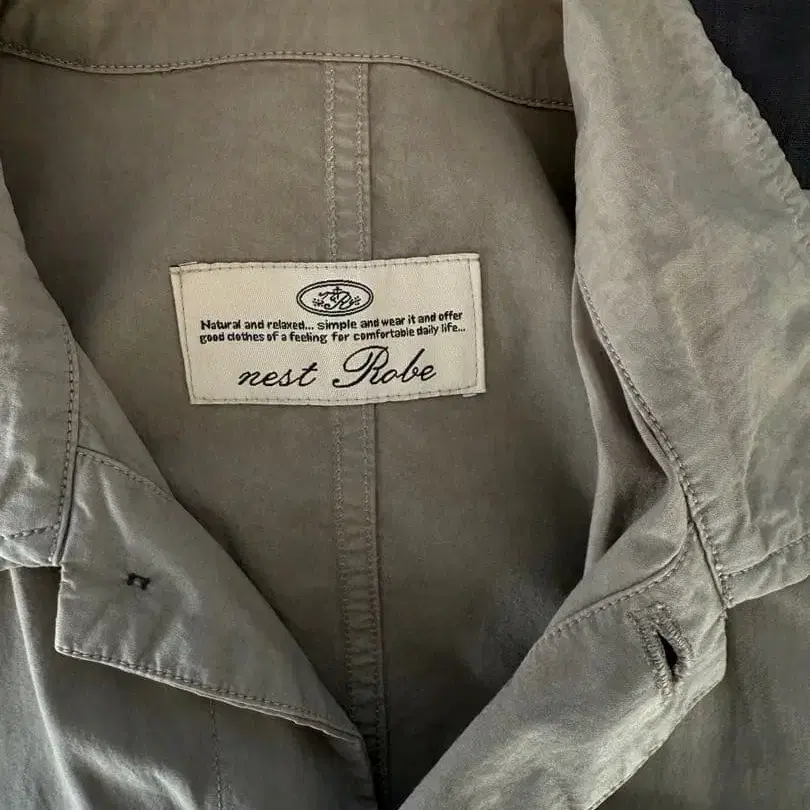 Natural and relaxed... simple and wear it and offer
good clothes of a feeling for comfortable daily life...
nest Robe